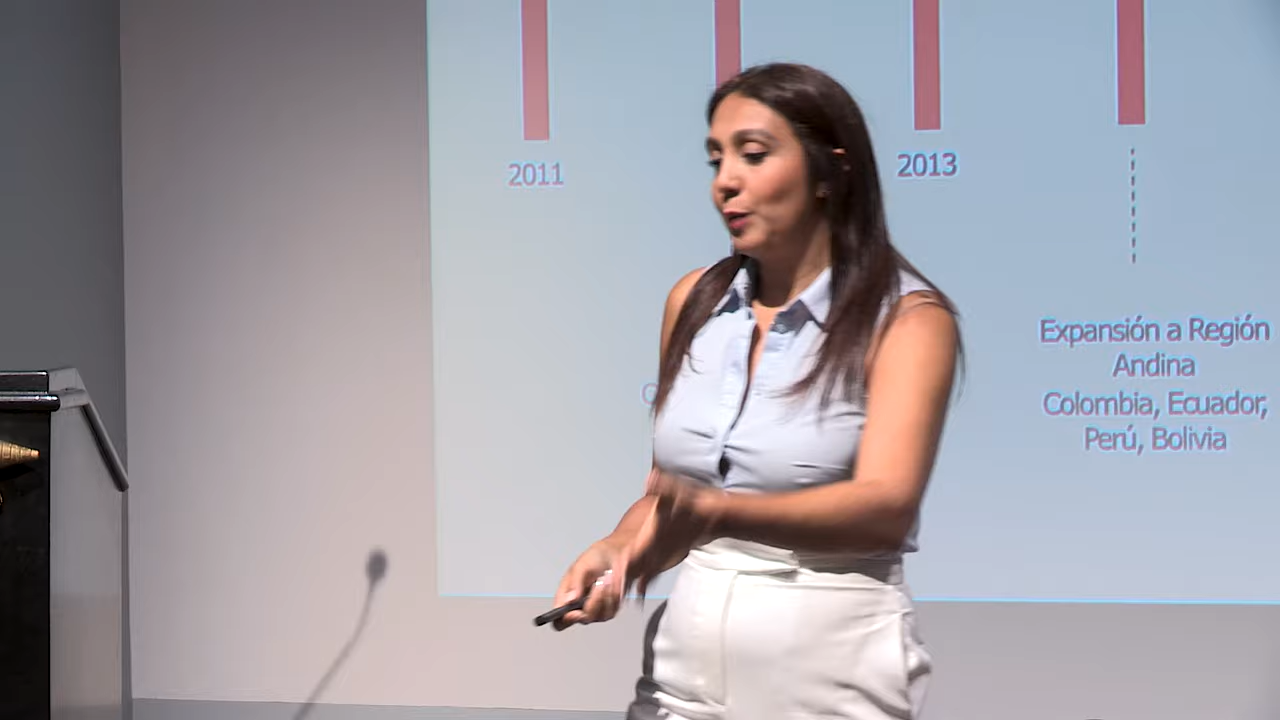 2011
2013
Expansión a Región
Andina
Colombia, Ecuador,
Perú, Bolivia